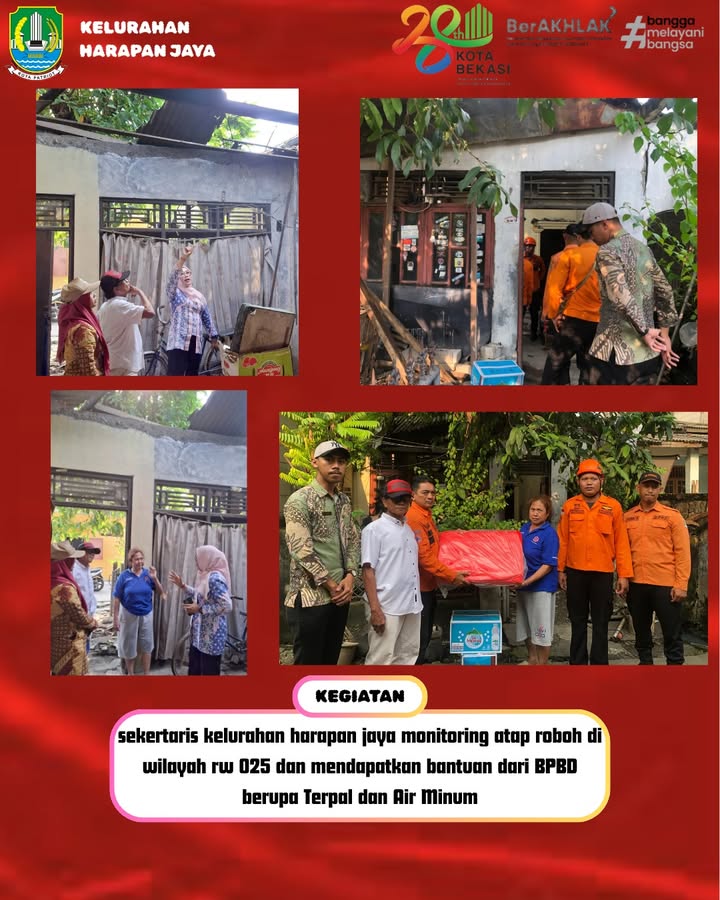 KELURAHAN
HARAPAN JAYA
KOTA PATRIOT
28th
KOTA
BEKASI
BerAKHLAK
#bangga
melayani
bangsa
KEGIATAN
sekertaris kelurahan harapan jaya monitoring atap roboh di
wilayah rw 025 dan mendapatkan bantuan dari BPBD
berupa Terpal dan Air Minum